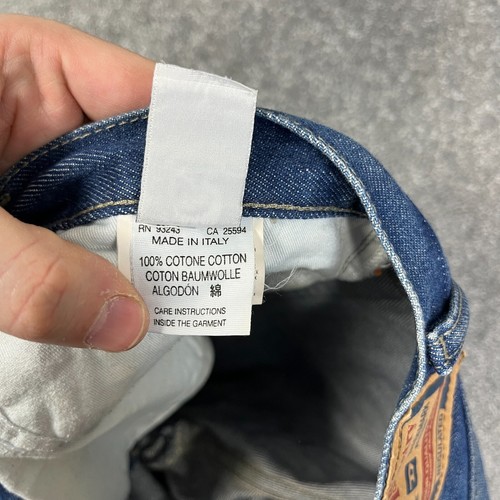 RN 93243 CA 25594
MADE IN ITALY
100% COTONE COTTON
COTON BAUMWOLLE
ALGODÓN 綿
CARE INSTRUCTIONS
INSIDE THE GARMENT